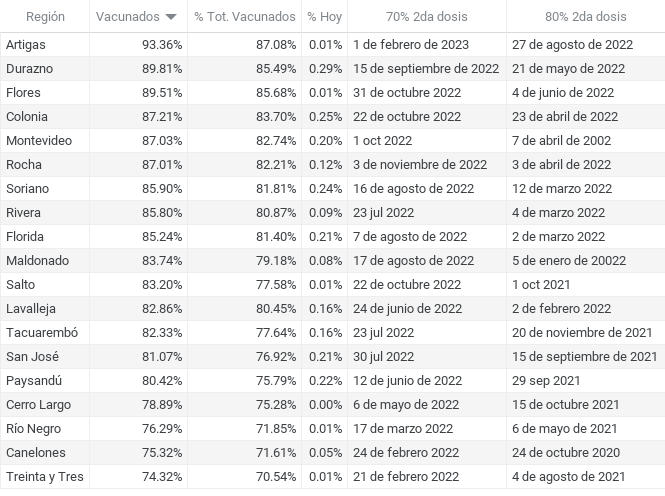 Región Vacunados % Tot. Vacunados % Hoy 70% 2da dosis 80% 2da dosis
Artigas 93.36% 87.08% 0.01% 1 de febrero de 2023 27 de agosto de 2022
Durazno 89.81% 85.49% 0.29% 15 de septiembre de 2022 21 de mayo de 2022
Flores 89.51% 85.68% 0.01% 31 de octubre 2022 4 de junio de 2022
Colonia 87.21% 83.70% 0.25% 22 de octubre 2022 23 de abril de 2022
Montevideo 87.03% 82.74% 0.20% 1 oct 2022 7 de abril de 2002
Rocha 87.01% 82.21% 0.12% 3 de noviembre de 2022 3 de abril de 2022
Soriano 85.90% 81.81% 0.24% 16 de agosto de 2022 12 de marzo 2022
Rivera 85.80% 80.87% 0.09% 23 jul 2022 4 de marzo 2022
Florida 85.24% 81.40% 0.21% 7 de agosto de 2022 2 de marzo 2022
Maldonado 83.74% 79.18% 0.08% 17 de agosto de 2022 5 de enero de 20022
Salto 83.20% 77.58% 0.01% 22 de octubre de 2022 1 oct 2021
Lavalleja 82.86% 80.45% 0.16% 24 de junio de 2022 2 de febrero 2022
Tacuarembó 82.33% 77.64% 0.16% 23 jul 2022 20 de noviembre de 2021
San José 81.07% 76.92% 0.21% 30 jul 2022 15 de septiembre de 2021
Paysandú 80.42% 75.79% 0.22% 12 de junio de 2022 29 sep 2021
Cerro Largo 78.89% 75.28% 0.00% 6 de mayo de 2022 15 de octubre 2021
Río Negro 76.29% 71.85% 0.01% 17 de marzo 2022 6 de mayo de 2021
Canelones 75.32% 71.61% 0.05% 24 de febrero 2022 24 de octubre 2020
Treinta y Tres 74.32% 70.54% 0.01% 21 de febrero 2022 4 de agosto de 2021